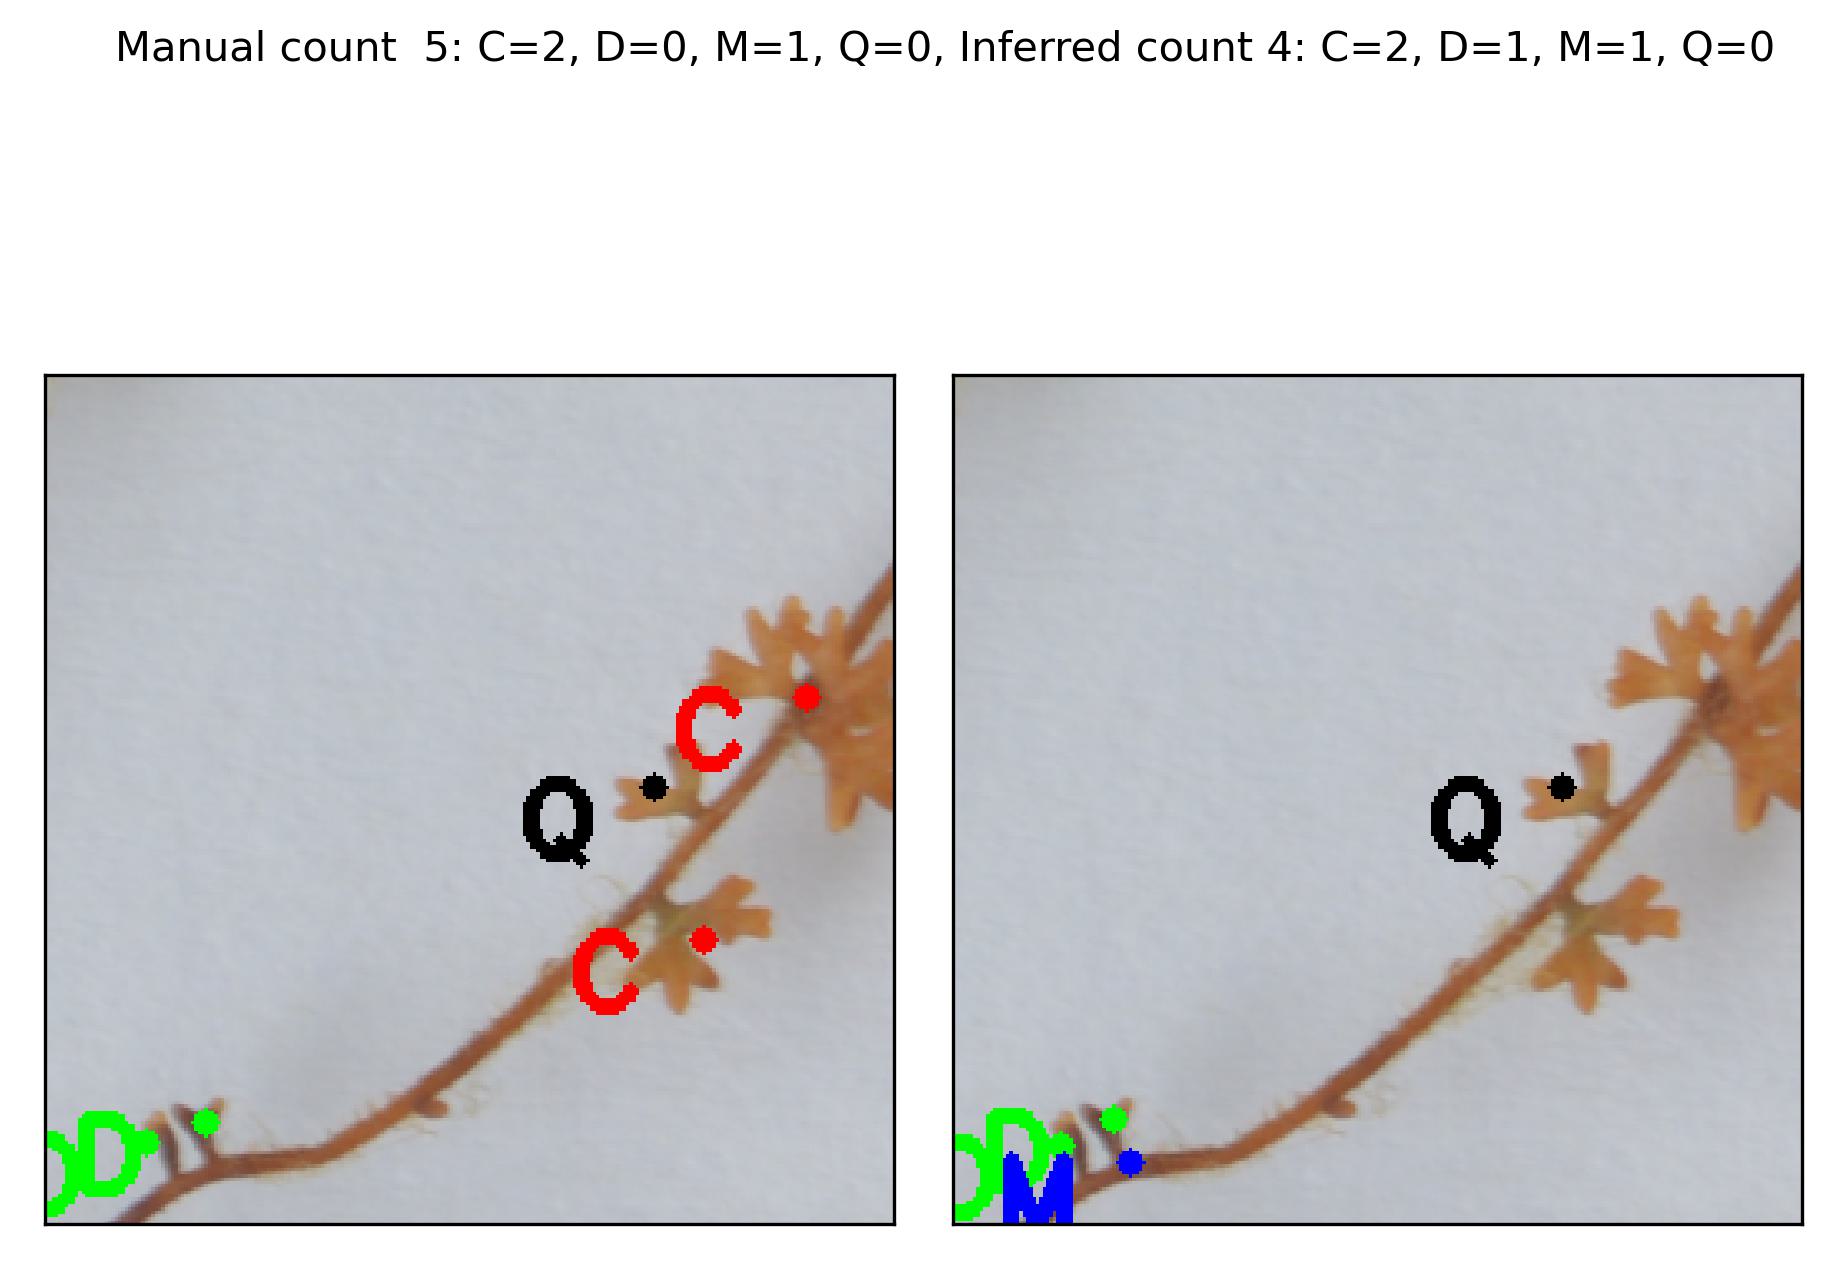 Manual count  5: C=2, D=0, M=1, Q=0, Inferred count 4: C=2, D=1, M=1, Q=0
C
Q
C
D
D
Q
D
D
M